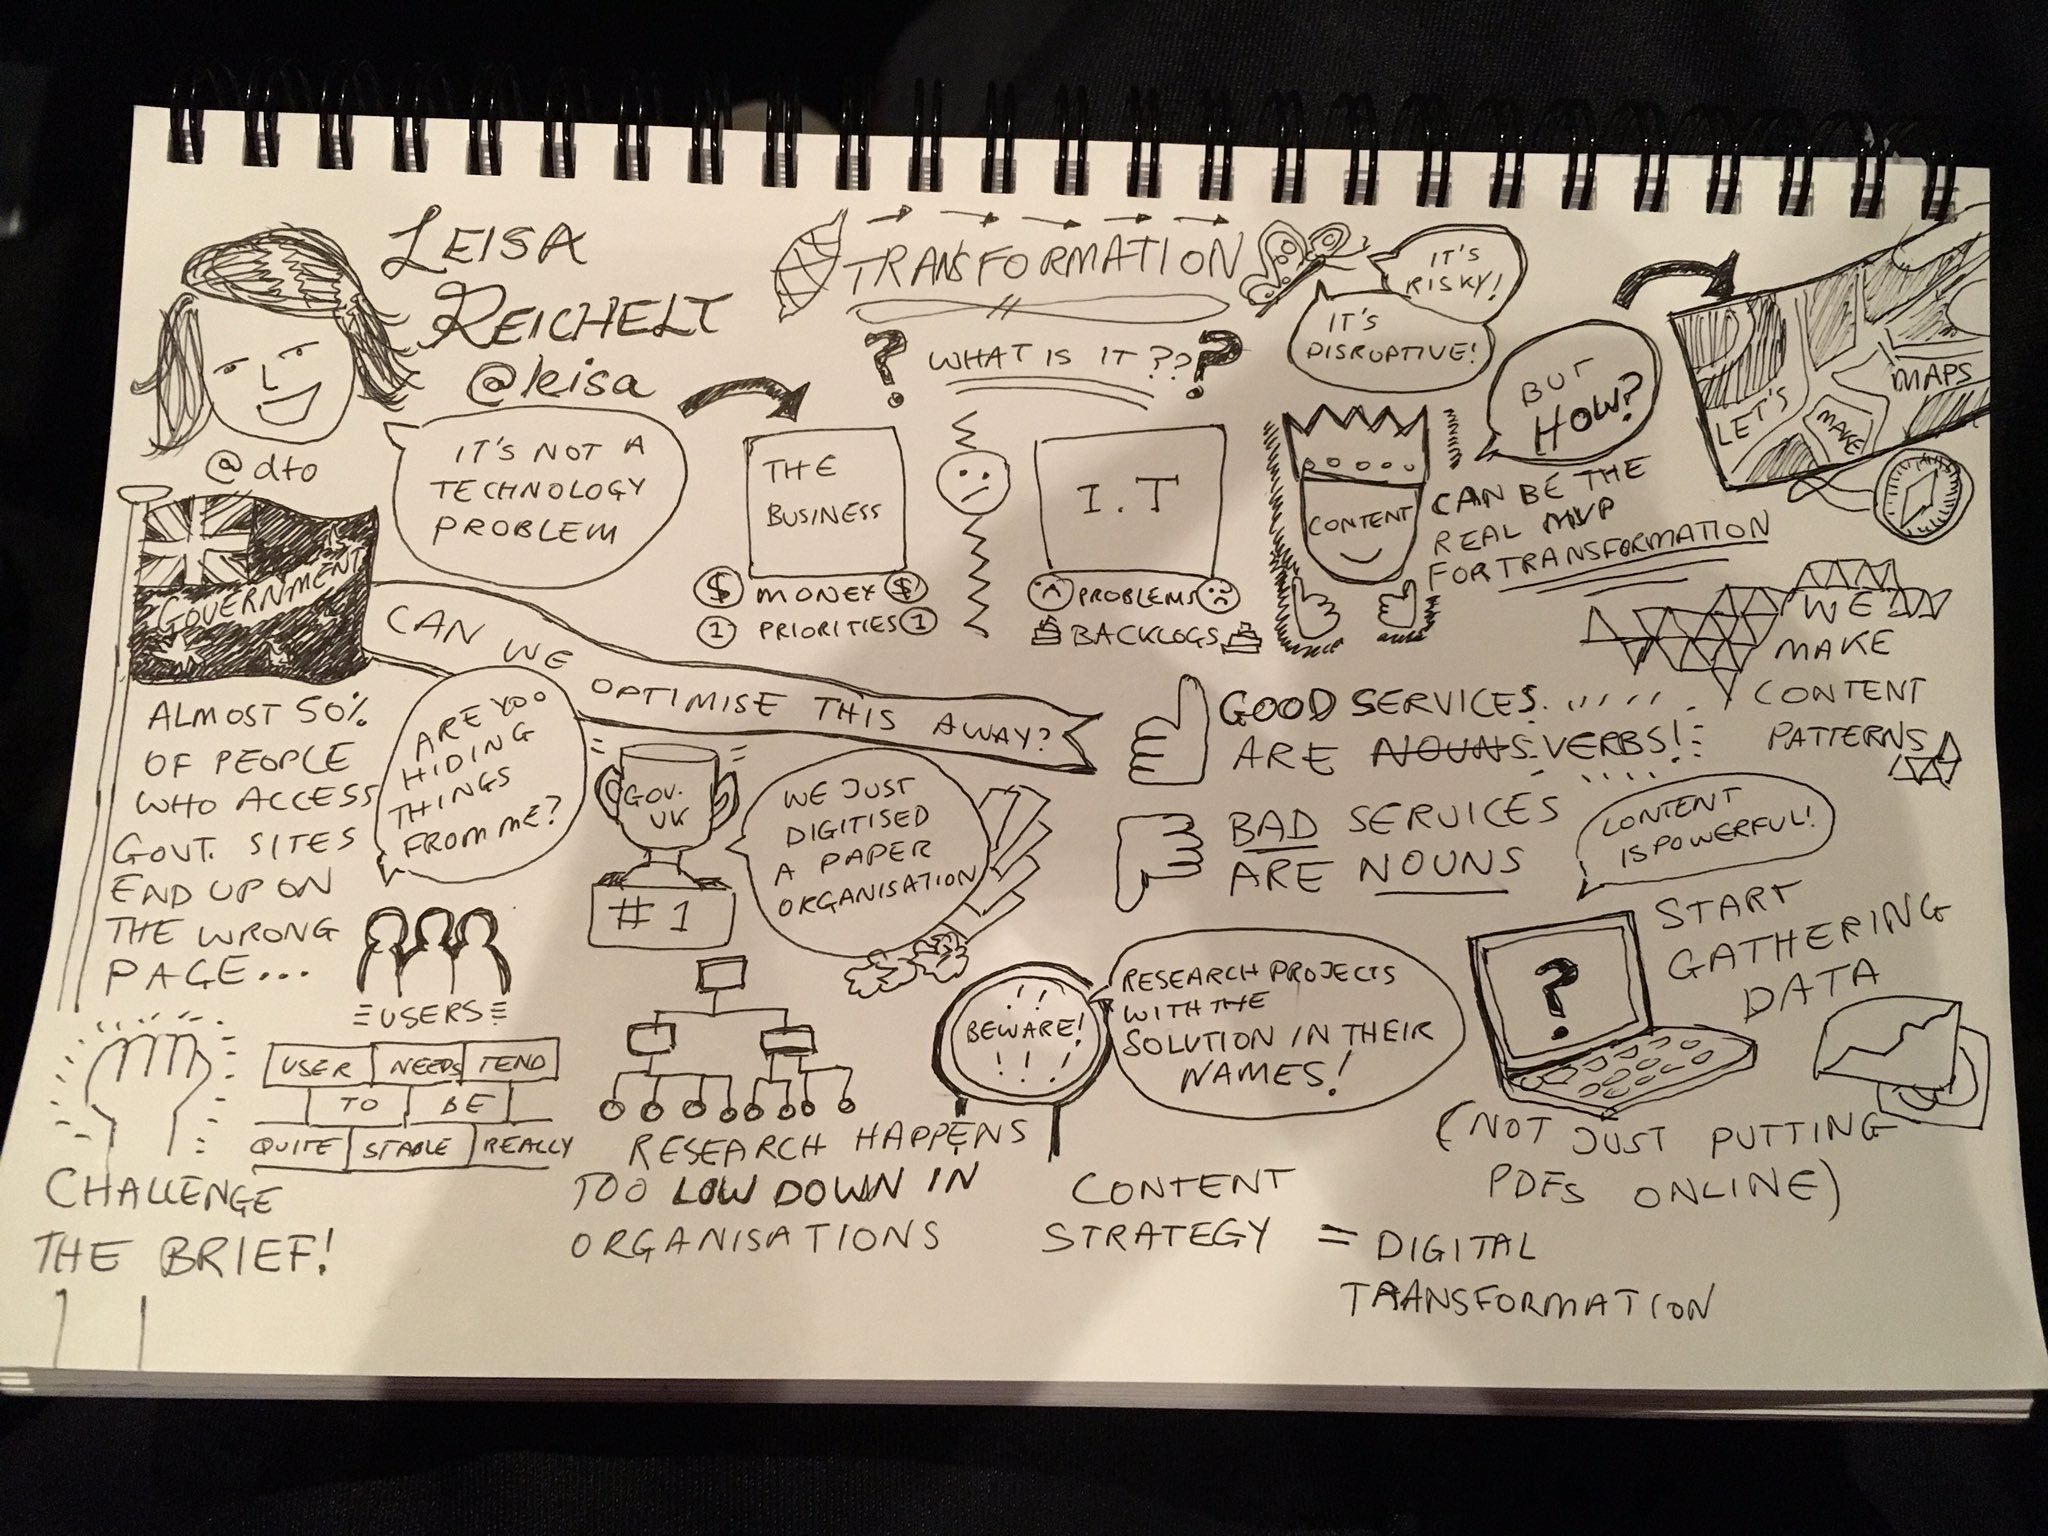 LEISA
REICHELT
@leisa
@dto
IT'S NOT A
TECHNOLOGY
PROBLEM
TRANSFORMATION
? WHAT IS IT ???
IT'S
RISKY!
IT'S
DISRUPTIVE!
BUT
HOW?
LET'S MAKE MAPS
THE
BUSINESS
$ MONEY $
1 PRIORITIES 1
I.T
PROBLEMS
BACKLOGS
CONTENT
CAN BE THE
REAL MVP
FOR TRANSFORMATION
GOVERNMENT
CAN WE OPTIMISE THIS AWAY?
ALMOST 50%
OF PEOPLE
WHO ACCESS
GOVT. SITES
END UP ON
THE WRONG
PAGE...
ARE YOU
HIDING
THINGS
FROM ME?
USERS
GOV.
UK
#1
WE JUST
DIGITISED
A PAPER
ORGANISATION
GOOD SERVICES
ARE NOUNS VERBS!
BAD SERVICES
ARE NOUNS
WE
MAKE
CONTENT
PATTERNS
CONTENT
IS POWERFUL!
START
GATHERING
DATA
?
(NOT JUST PUTTING
PDFS ONLINE)
BEWARE!
!!
! ! !
RESEARCH PROJECTS
WITH THE
SOLUTION IN THEIR
NAMES!
USER NEEDS TEND
TO BE
QUITE STABLE REALLY
CHALLENGE
THE BRIEF!
RESEARCH HAPPENS
TOO LOW DOWN IN
ORGANISATIONS
CONTENT
STRATEGY = DIGITAL
TRANSFORMATION